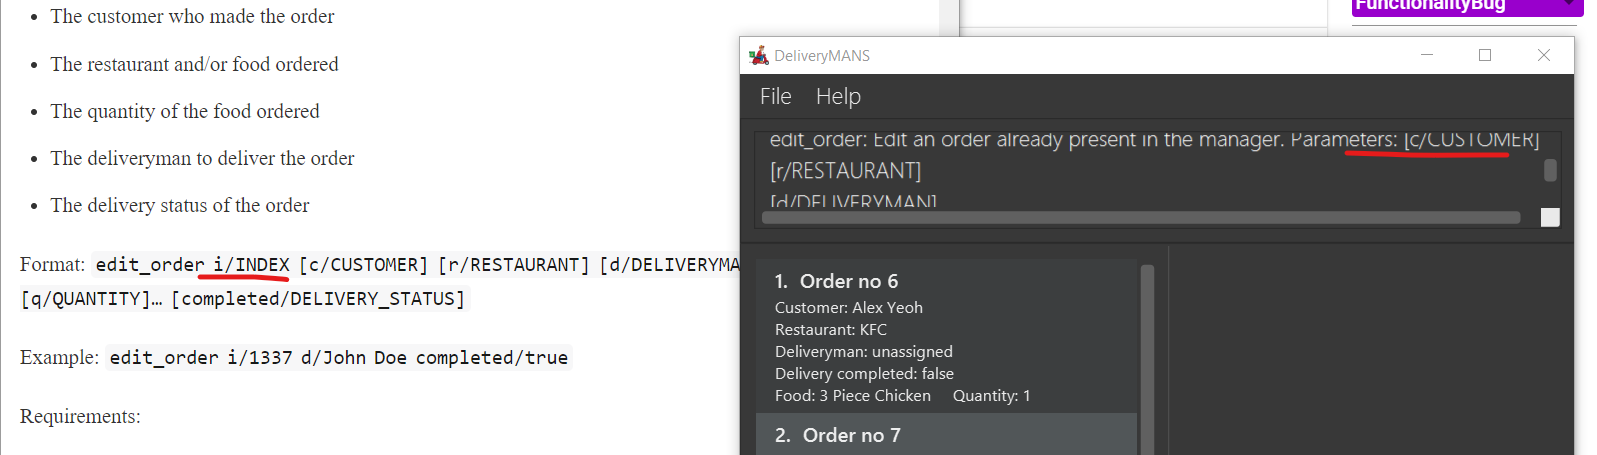 The customer who made the order
The restaurant and/or food ordered
The quantity of the food ordered
The deliveryman to deliver the order
The delivery status of the order
Format: edit_order i/INDEX [c/CUSTOMER] [r/RESTAURANT] [d/DELIVERYMA
[q/QUANTITY]… [completed/DELIVERY_STATUS]
Example: edit_order i/1337 d/John Doe completed/true
Requirements:
FunctionalityBug
DeliveryMANS
File Help
edit_order: Edit an order already present in the manager. Parameters: [c/CUSTOMER]
[r/RESTAURANT]
[d/DELIVERYMAN]
1. Order no 6
Customer: Alex Yeoh
Restaurant: KFC
Deliveryman: unassigned
Delivery completed: false
Food: 3 Piece Chicken Quantity: 1
2. Order no 7